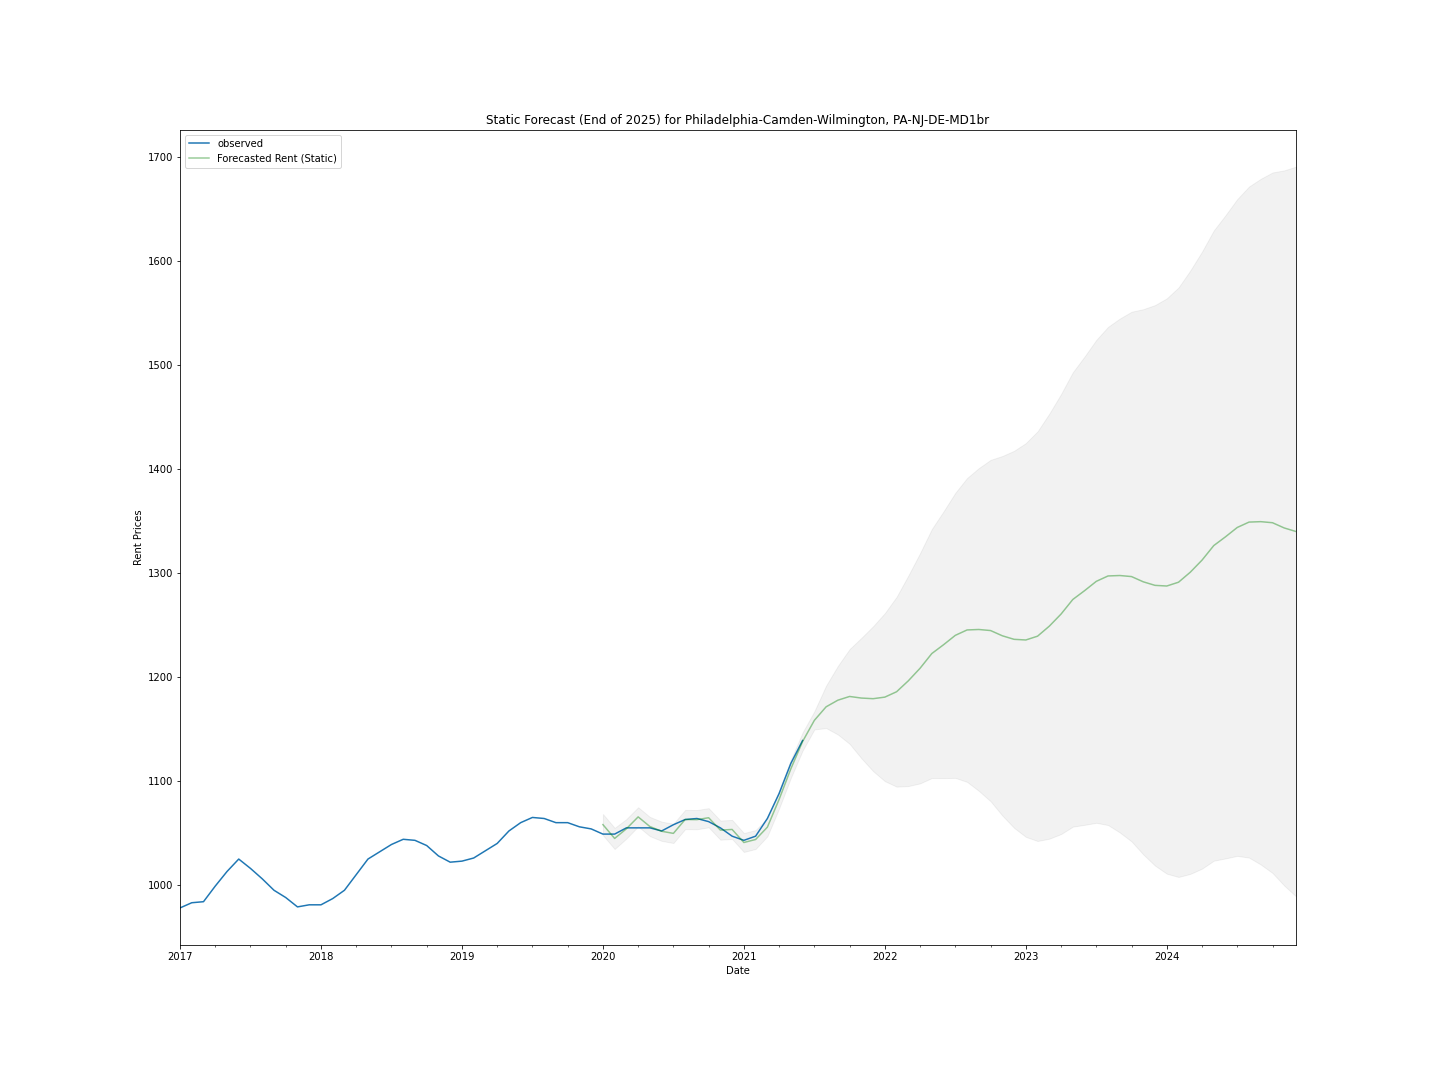 Static Forecast (End of 2025) for Philadelphia-Camden-Wilmington, PA-NJ-DE-MD1br
observed
Forecasted Rent (Static)
1700
1600
1500
1400
1300
1200
1100
1000
Rent Prices
2017 2018 2019 2020 2021 2022 2023 2024
Date